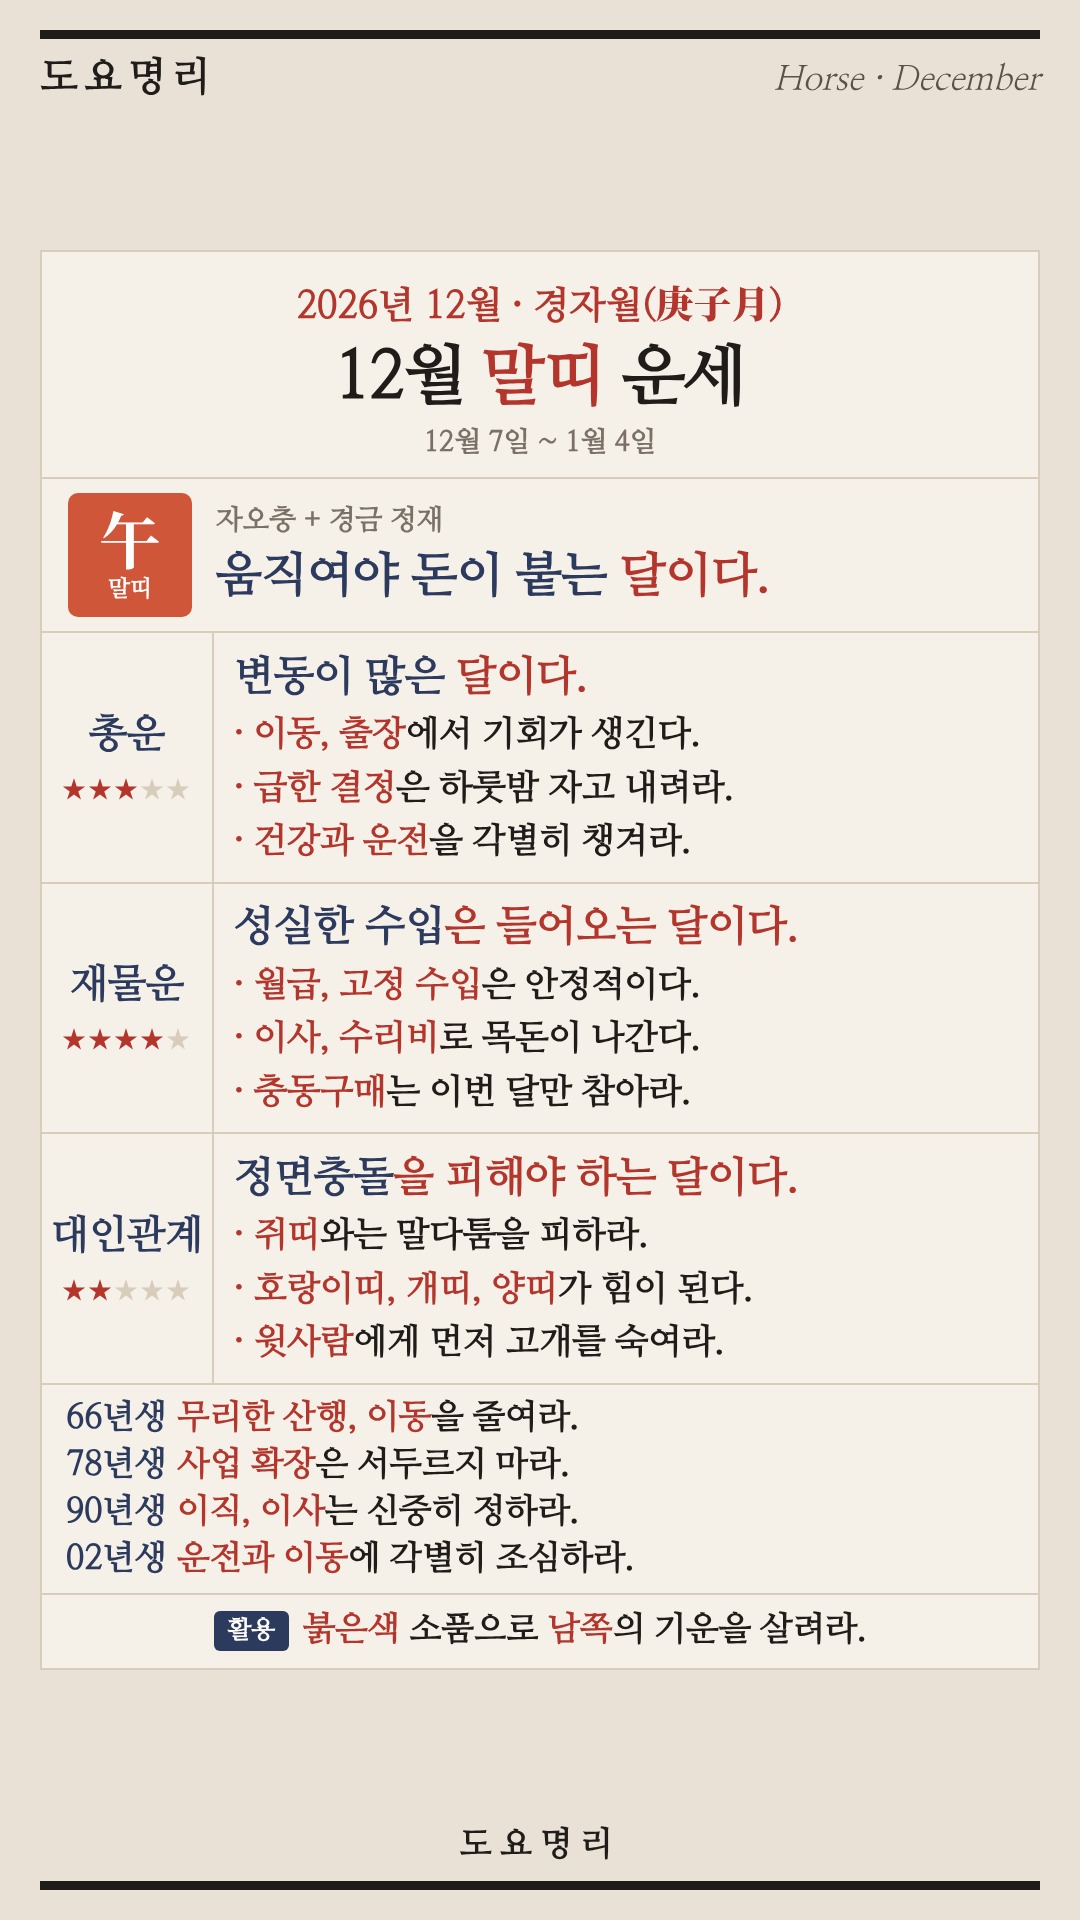 도요명리
Horse · December
2026년 12월 · 경자월(庚子月)
12월 말띠 운세
12월 7일 ~ 1월 4일
午
말띠
자오충 + 경금 정재
움직여야 돈이 붙는 달이다.
총운
★★★★★
변동이 많은 달이다.
· 이동, 출장에서 기회가 생긴다.
· 급한 결정은 하룻밤 자고 내려라.
· 건강과 운전을 각별히 챙겨라.
재물운
★★★★★
성실한 수입은 들어오는 달이다.
· 월급, 고정 수입은 안정적이다.
· 이사, 수리비로 목돈이 나간다.
· 충동구매는 이번 달만 참아라.
대인관계
★★★★★
정면충돌을 피해야 하는 달이다.
· 쥐띠와는 말다툼을 피하라.
· 호랑이띠, 개띠, 양띠가 힘이 된다.
· 윗사람에게 먼저 고개를 숙여라.
66년생 무리한 산행, 이동을 줄여라.
78년생 사업 확장은 서두르지 마라.
90년생 이직, 이사는 신중히 정하라.
02년생 운전과 이동에 각별히 조심하라.
활용 붉은색 소품으로 남쪽의 기운을 살려라.
도요명리